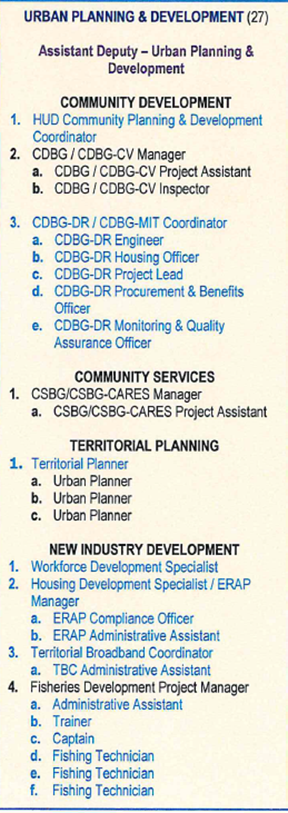 URBAN PLANNING & DEVELOPMENT (27)
Assistant Deputy – Urban Planning &
Development
COMMUNITY DEVELOPMENT
1. HUD Community Planning & Development
Coordinator
2. CDBG / CDBG-CV Manager
a. CDBG / CDBG-CV Project Assistant
b. CDBG / CDBG-CV Inspector
3. CDBG-DR / CDBG-MIT Coordinator
a. CDBG-DR Engineer
b. CDBG-DR Housing Officer
c. CDBG-DR Project Lead
d. CDBG-DR Procurement & Benefits
Officer
e. CDBG-DR Monitoring & Quality
Assurance Officer
COMMUNITY SERVICES
1. CSBG/CSBG-CARES Manager
a. CSBG/CSBG-CARES Project Assistant
TERRITORIAL PLANNING
1. Territorial Planner
a. Urban Planner
b. Urban Planner
c. Urban Planner
NEW INDUSTRY DEVELOPMENT
1. Workforce Development Specialist
2. Housing Development Specialist / ERAP
Manager
a. ERAP Compliance Officer
b. ERAP Administrative Assistant
3. Territorial Broadband Coordinator
a. TBC Administrative Assistant
4. Fisheries Development Project Manager
a. Administrative Assistant
b. Trainer
c. Captain
d. Fishing Technician
e. Fishing Technician
f. Fishing Technician